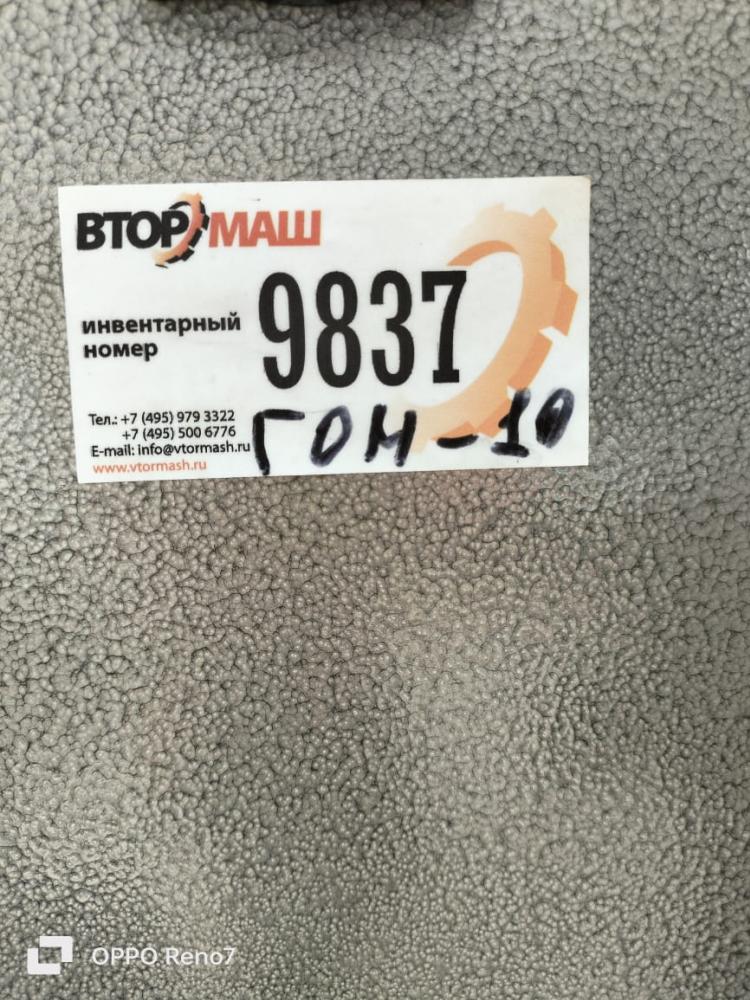 ВТОРМАШ
инвентарный
номер
9837
Тел.: +7 (495) 979 3322
+7 (495) 500 6776
E-mail: info@vtormash.ru
www.vtormash.ru
ГОМ-10
OPPO Reno7